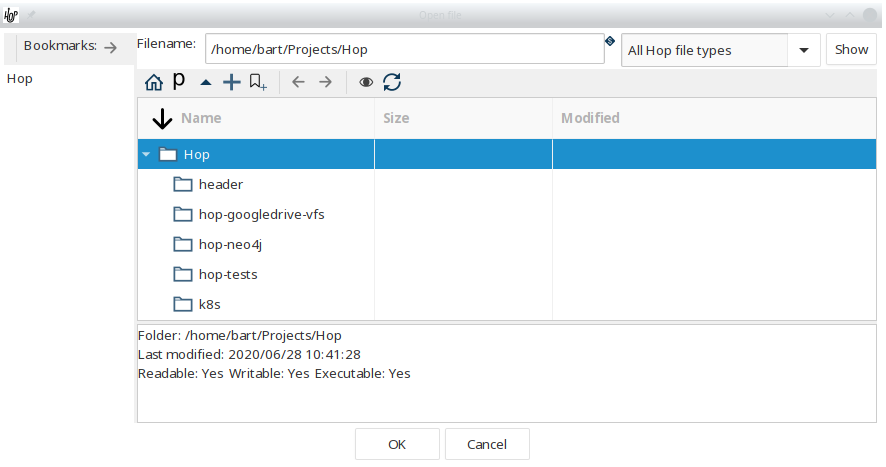 HOP
Open file
Bookmarks:
Filename:
/home/bart/Projects/Hop
All Hop file types
Show
Hop
p
Name
Size
Modified
Hop
header
hop-googledrive-vfs
hop-neo4j
hop-tests
k8s
Folder: /home/bart/Projects/Hop
Last modified: 2020/06/28 10:41:28
Readable: Yes Writable: Yes Executable: Yes
OK
Cancel